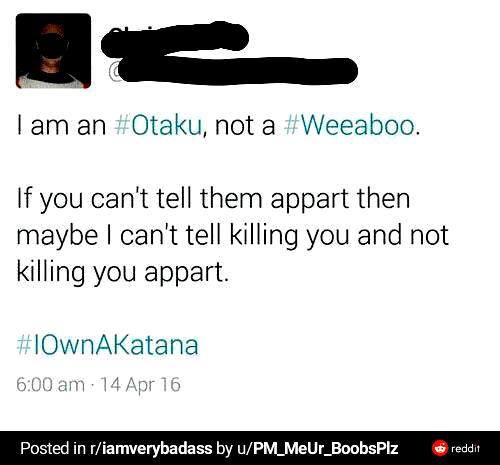 I am an #Otaku, not a #Weeaboo.
If you can't tell them appart then
maybe I can't tell killing you and not
killing you appart.
#IOwnAKatana
6:00 am · 14 Apr 16
Posted in r/iamverybadass by u/PM_MeUr_BoobsPlz reddit